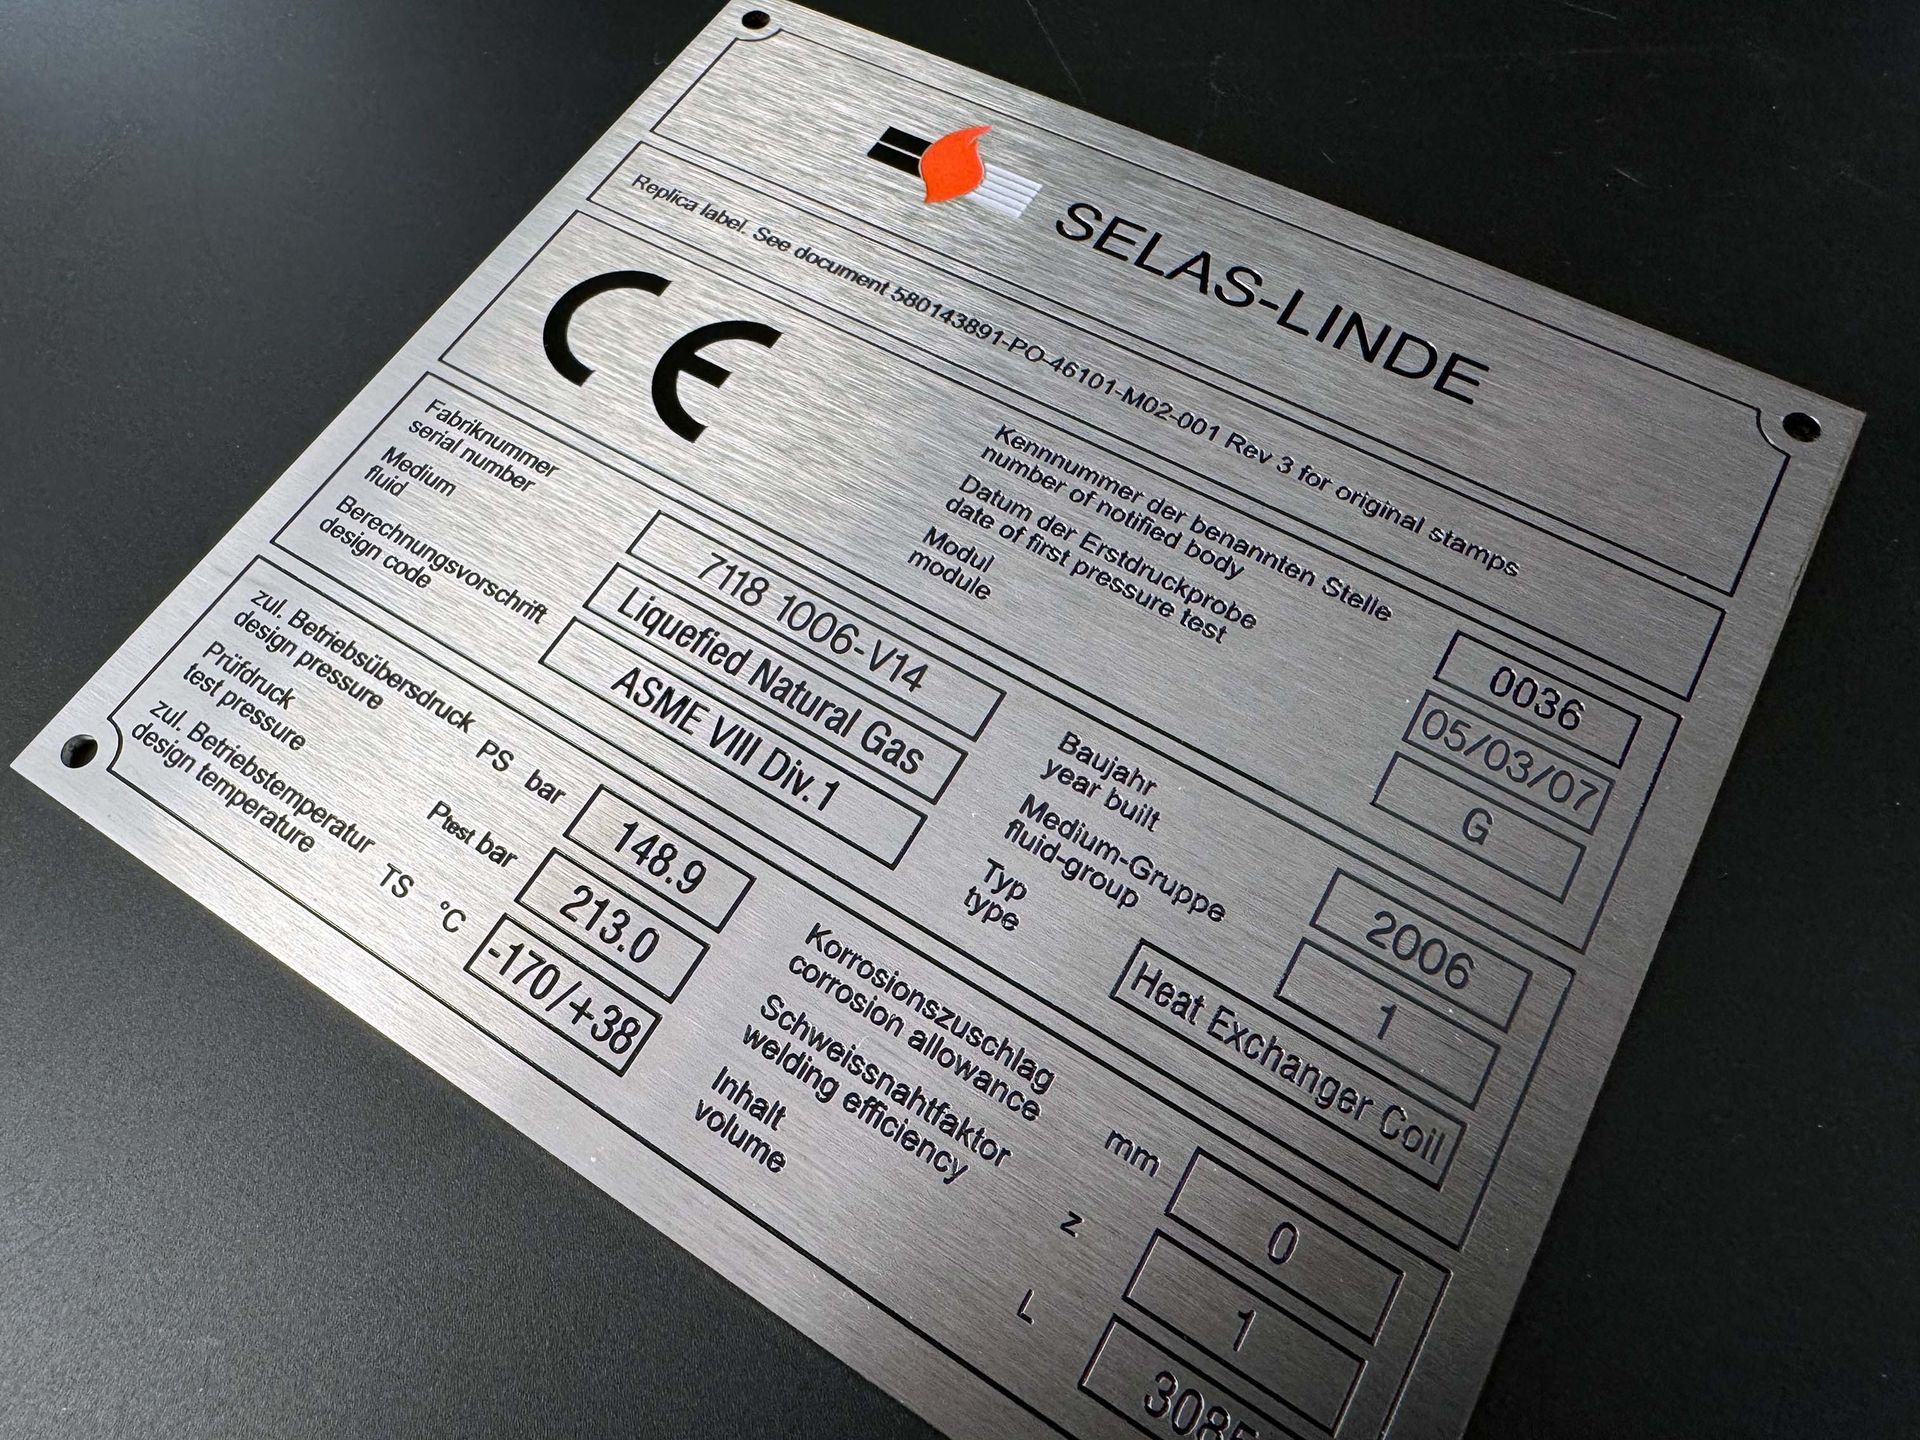 SELAS-LINDE
Replica label. See document 580143891-PO-46101-M02-001 Rev 3 for original stamps
CE
Kennnummer der benannten Stelle
number of notified body
0036
Datum der Erstdruckprobe
date of first pressure test
05/03/07
Modul
module
G
Fabriknummer
serial number
7118 1006-V14
Medium
fluid
Liquefied Natural Gas
Berechnungsvorschrift
design code
ASME VIII Div.1
Baujahr
year built
2006
Medium-Gruppe
fluid-group
1
Typ
type
Heat Exchanger Coil
zul. Betriebsübersdruck PS bar
design pressure
148.9
Prüfdruck Ptest bar
test pressure
213.0
zul. Betriebstemperatur TS °C
design temperature
-170/+38
Korrosionszuschlag mm
corrosion allowance
0
Schweissnahtfaktor z
welding efficiency
1
Inhalt L
volume